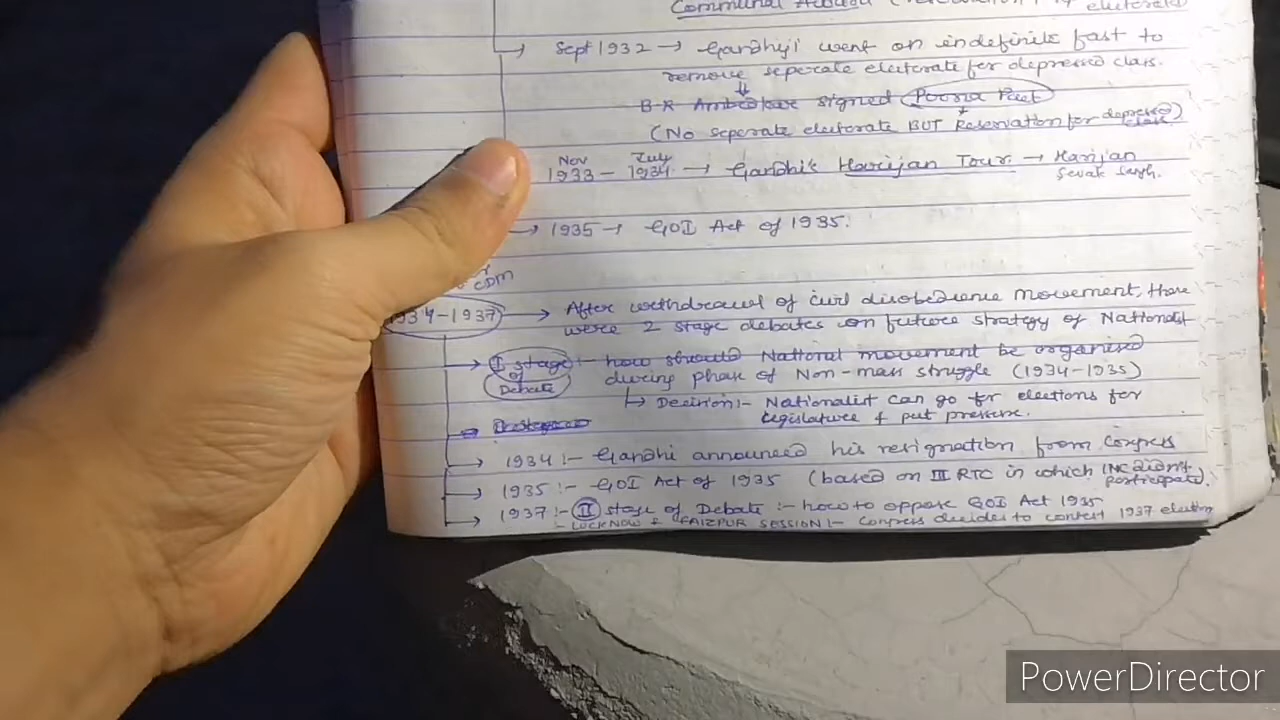 Communal Award
Sept 1932 → Gandhiji went on indefinite fast to
remove seperate eluterate for depressed class.
B·R Ambedkar signed Poona Pact
(No seperate eluterate BUT Reservation for depressed class)
Nov 1933 - July 1934 → Gandhi's Harijan Tour → Harijan
Sevak Sangh.
→ 1935 → GOI Act of 1935.
CDM
1934-1937 → After withdrawl of civil disobedience movement, there
were 2 stage debates on future strategy of Nationalist
→ I stage of Debate :- how should National movement be organised
during phase of Non-mass struggle (1934-1935)
↳ Decision:- Nationalist can go for elections for
legislature & put pressure.
→ 1934:- Gandhi announced his resignation from Congress
→ 1935:- GOI Act of 1935 (based on III RTC in which INC didn't participate).
→ 1937:- II stage of Debate :- how to oppose GOI Act 1935
- LUCKNOW & FAIZPUR SESSION:- Congress decides to contest 1937 election
PowerDirector